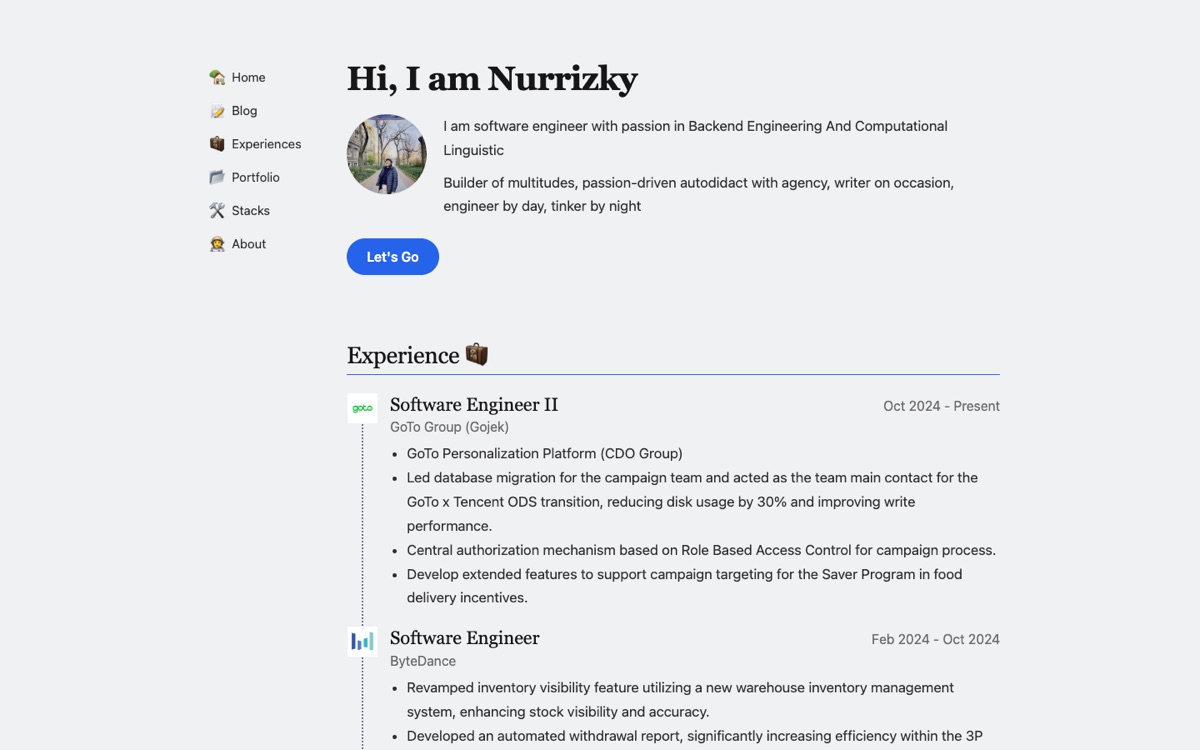 Home
Blog
Experiences
Portfolio
Stacks
About
Hi, I am Nurrizky
I am software engineer with passion in Backend Engineering And Computational
Linguistic
Builder of multitudes, passion-driven autodidact with agency, writer on occasion,
engineer by day, tinker by night
Let's Go
Experience
goto
Software Engineer II
Oct 2024 - Present
GoTo Group (Gojek)
• GoTo Personalization Platform (CDO Group)
• Led database migration for the campaign team and acted as the team main contact for the
GoTo x Tencent ODS transition, reducing disk usage by 30% and improving write
performance.
• Central authorization mechanism based on Role Based Access Control for campaign process.
• Develop extended features to support campaign targeting for the Saver Program in food
delivery incentives.
Software Engineer
Feb 2024 - Oct 2024
ByteDance
• Revamped inventory visibility feature utilizing a new warehouse inventory management
system, enhancing stock visibility and accuracy.
• Developed an automated withdrawal report, significantly increasing efficiency within the 3P